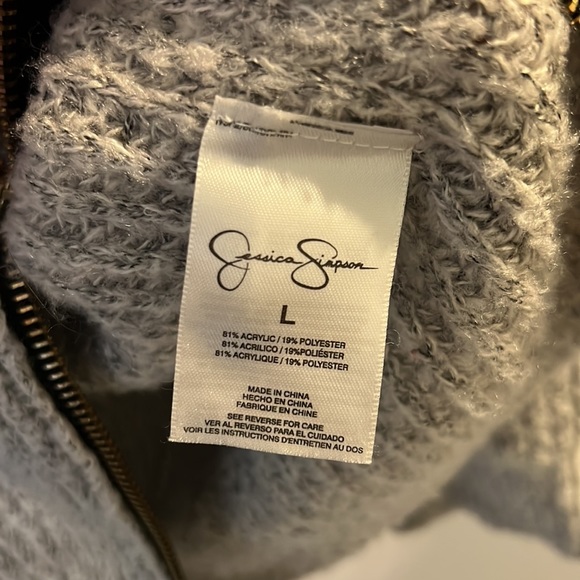 Jessica Simpson
L
81% ACRYLIC / 19% POLYESTER
81% ACRILICO / 19%POLIÉSTER
81% ACRYLIQUE / 19% POLYESTER
MADE IN CHINA
HECHO EN CHINA
FABRIQUE EN CHINE
SEE REVERSE FOR CARE
VER AL REVERSO PARA EL CUIDADO
VOIR LES INSTRUCTIONS D'ENTRETIEN AU DOS